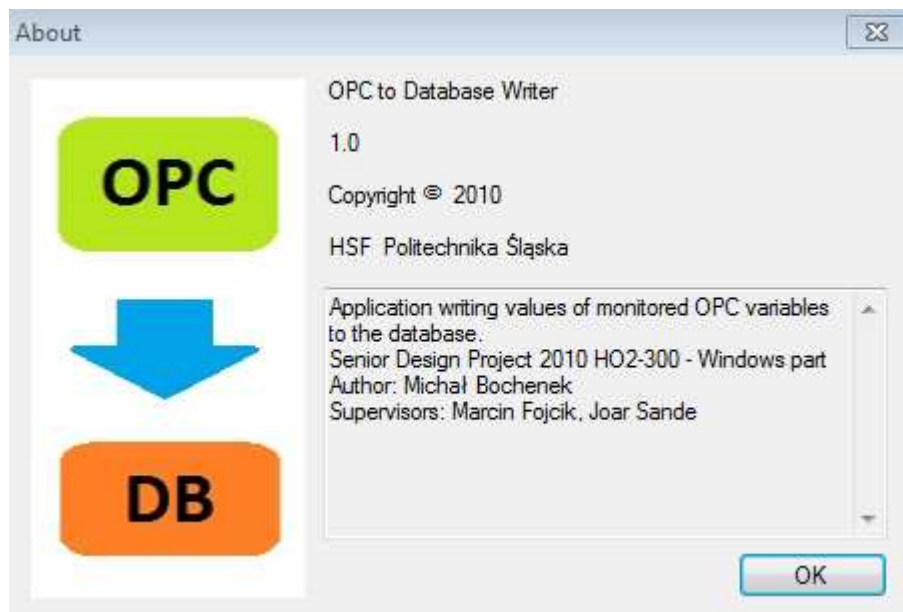 About
OPC
DB
OPC to Database Writer
1.0
Copyright © 2010
HSF Politechnika Śląska
Application writing values of monitored OPC variables
to the database.
Senior Design Project 2010 HO2-300 - Windows part
Author: Michał Bochenek
Supervisors: Marcin Fojcik, Joar Sande
OK